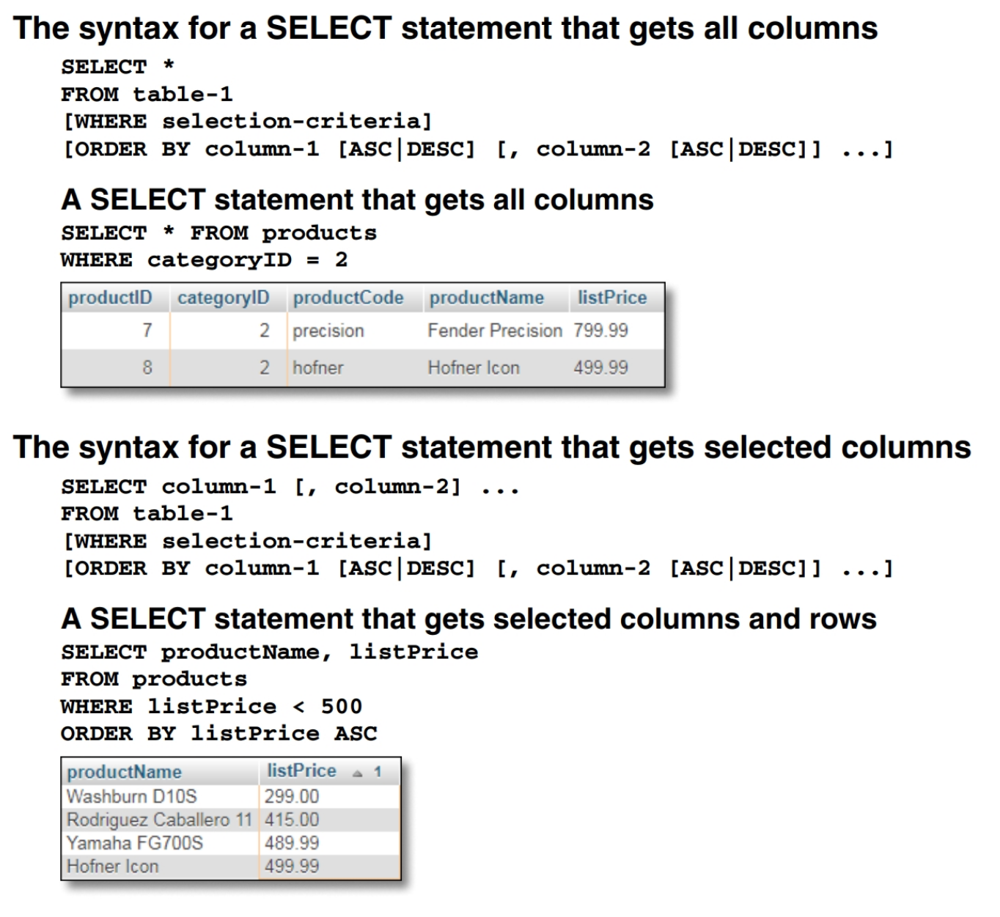 The syntax for a SELECT statement that gets all columns
SELECT *
FROM table-1
[WHERE selection-criteria]
[ORDER BY column-1 [ASC|DESC] [, column-2 [ASC|DESC]] ...]
A SELECT statement that gets all columns
SELECT * FROM products
WHERE categoryID = 2
productID categoryID productCode productName listPrice
7 2 precision Fender Precision 799.99
8 2 hofner Hofner Icon 499.99
The syntax for a SELECT statement that gets selected columns
SELECT column-1 [, column-2] ...
FROM table-1
[WHERE selection-criteria]
[ORDER BY column-1 [ASC|DESC] [, column-2 [ASC|DESC]] ...]
A SELECT statement that gets selected columns and rows
SELECT productName, listPrice
FROM products
WHERE listPrice < 500
ORDER BY listPrice ASC
productName listPrice 1
Washburn D10S 299.00
Rodriguez Caballero 11 415.00
Yamaha FG700S 489.99
Hofner Icon 499.99